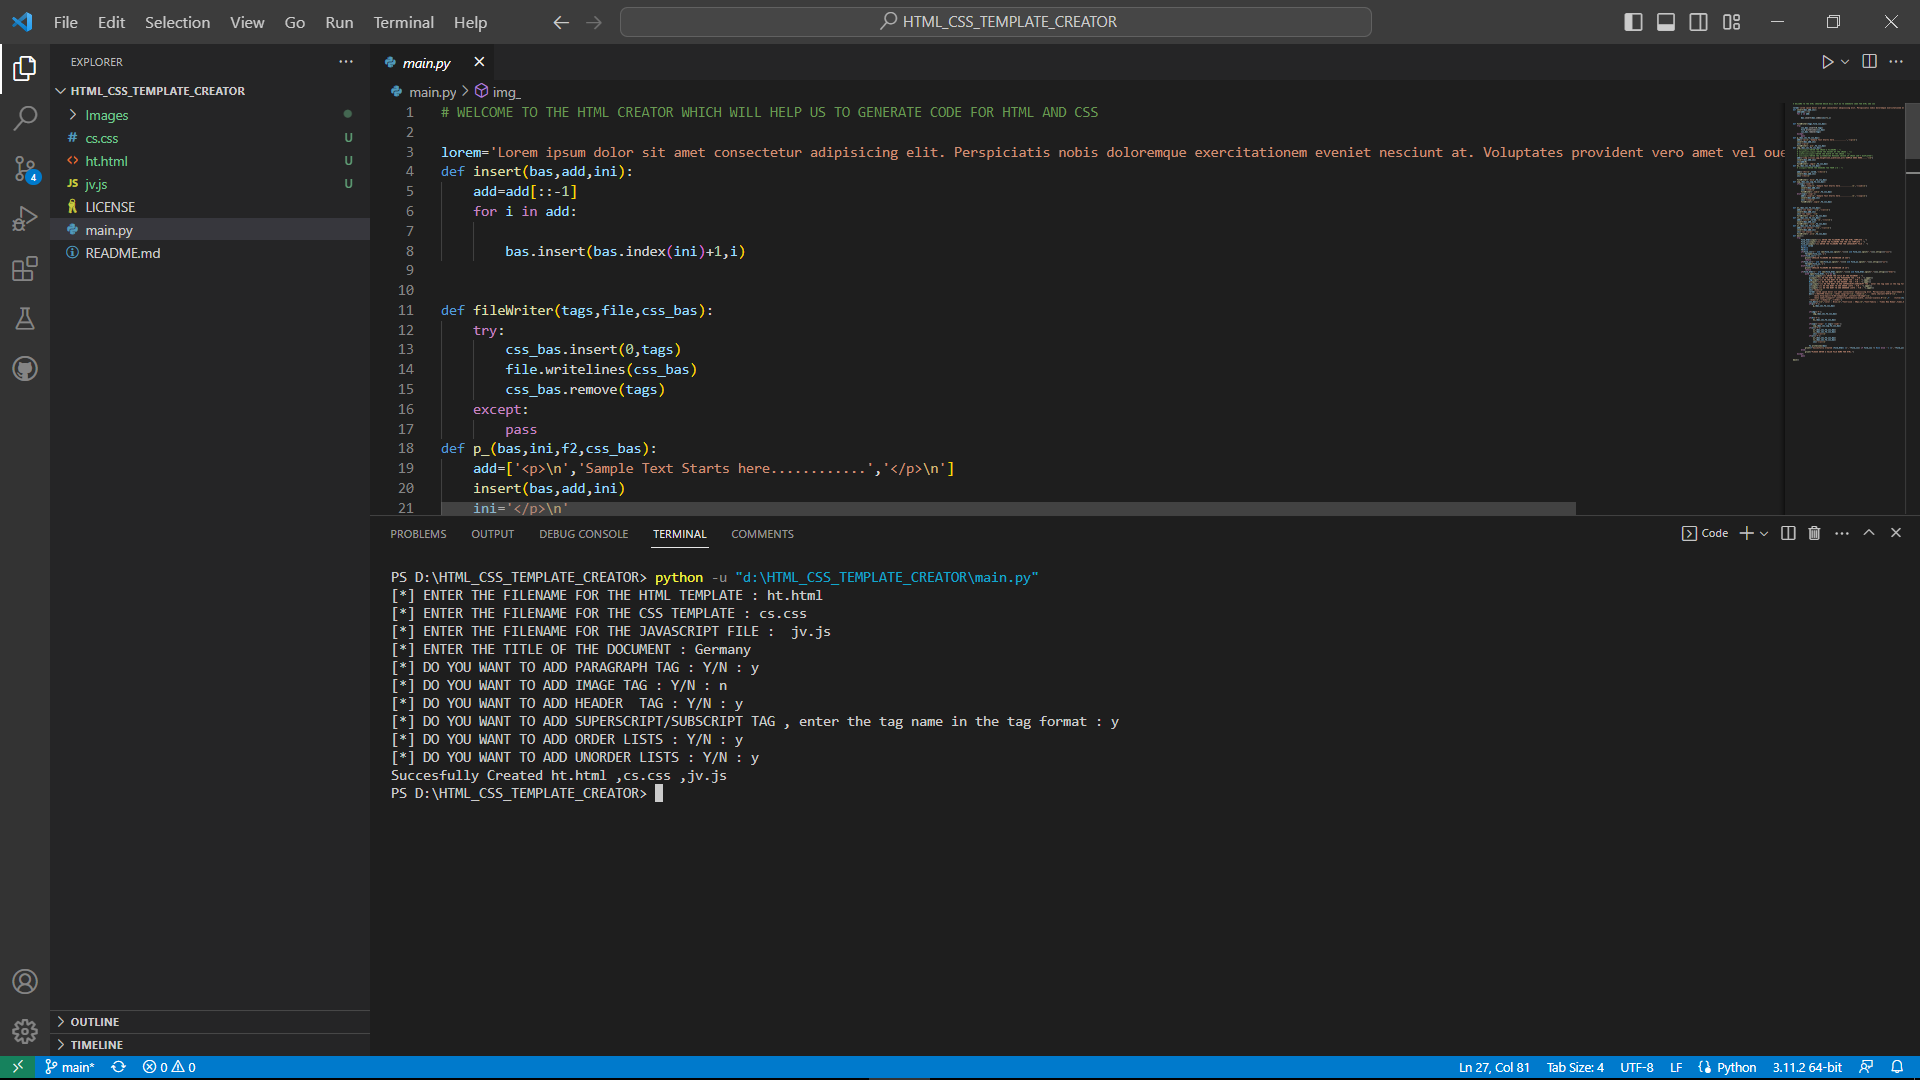 File Edit Selection View Go Run Terminal Help
HTML_CSS_TEMPLATE_CREATOR
EXPLORER
HTML_CSS_TEMPLATE_CREATOR
Images
# cs.css U
<> ht.html U
JS jv.js U
LICENSE
main.py
README.md
4
OUTLINE
TIMELINE
main.py
main.py > img_
1 # WELCOME TO THE HTML CREATOR WHICH WILL HELP US TO GENERATE CODE FOR HTML AND CSS
2
3 lorem='Lorem ipsum dolor sit amet consectetur adipisicing elit. Perspiciatis nobis doloremque exercitationem eveniet nesciunt at. Voluptates provident vero amet vel que
4 def insert(bas,add,ini):
5 add=add[::-1]
6 for i in add:
7
8 bas.insert(bas.index(ini)+1,i)
9
10
11 def fileWriter(tags,file,css_bas):
12 try:
13 css_bas.insert(0,tags)
14 file.writelines(css_bas)
15 css_bas.remove(tags)
16 except:
17 pass
18 def p_(bas,ini,f2,css_bas):
19 add=['<p>\n','Sample Text Starts here............','</p>\n']
20 insert(bas,add,ini)
21 ini='</p>\n'
PROBLEMS OUTPUT DEBUG CONSOLE TERMINAL COMMENTS
Code
PS D:\HTML_CSS_TEMPLATE_CREATOR> python -u "d:\HTML_CSS_TEMPLATE_CREATOR\main.py"
[*] ENTER THE FILENAME FOR THE HTML TEMPLATE : ht.html
[*] ENTER THE FILENAME FOR THE CSS TEMPLATE : cs.css
[*] ENTER THE FILENAME FOR THE JAVASCRIPT FILE :  jv.js
[*] ENTER THE TITLE OF THE DOCUMENT : Germany
[*] DO YOU WANT TO ADD PARAGRAPH TAG : Y/N : y
[*] DO YOU WANT TO ADD IMAGE TAG : Y/N : n
[*] DO YOU WANT TO ADD HEADER  TAG : Y/N : y
[*] DO YOU WANT TO ADD SUPERSCRIPT/SUBSCRIPT TAG , enter the tag name in the tag format : y
[*] DO YOU WANT TO ADD ORDER LISTS : Y/N : y
[*] DO YOU WANT TO ADD UNORDER LISTS : Y/N : y
Succesfully Created ht.html ,cs.css ,jv.js
PS D:\HTML_CSS_TEMPLATE_CREATOR>
main* 0 0 Ln 27, Col 81 Tab Size: 4 UTF-8 LF Python 3.11.2 64-bit